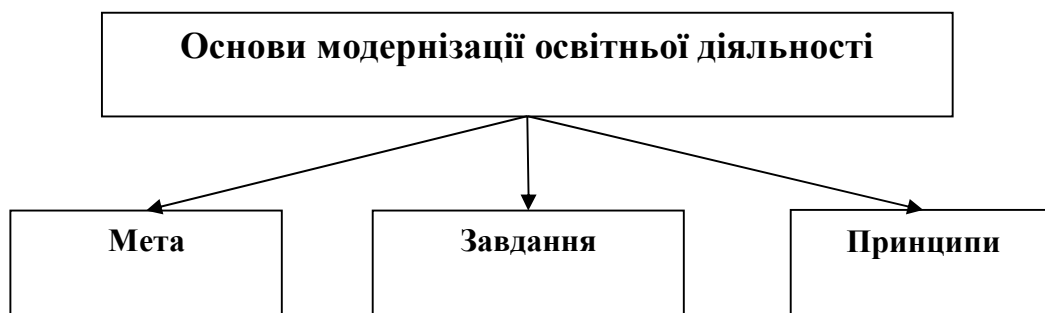 Основи модернізації освітньої діяльності
Мета
Завдання
Принципи